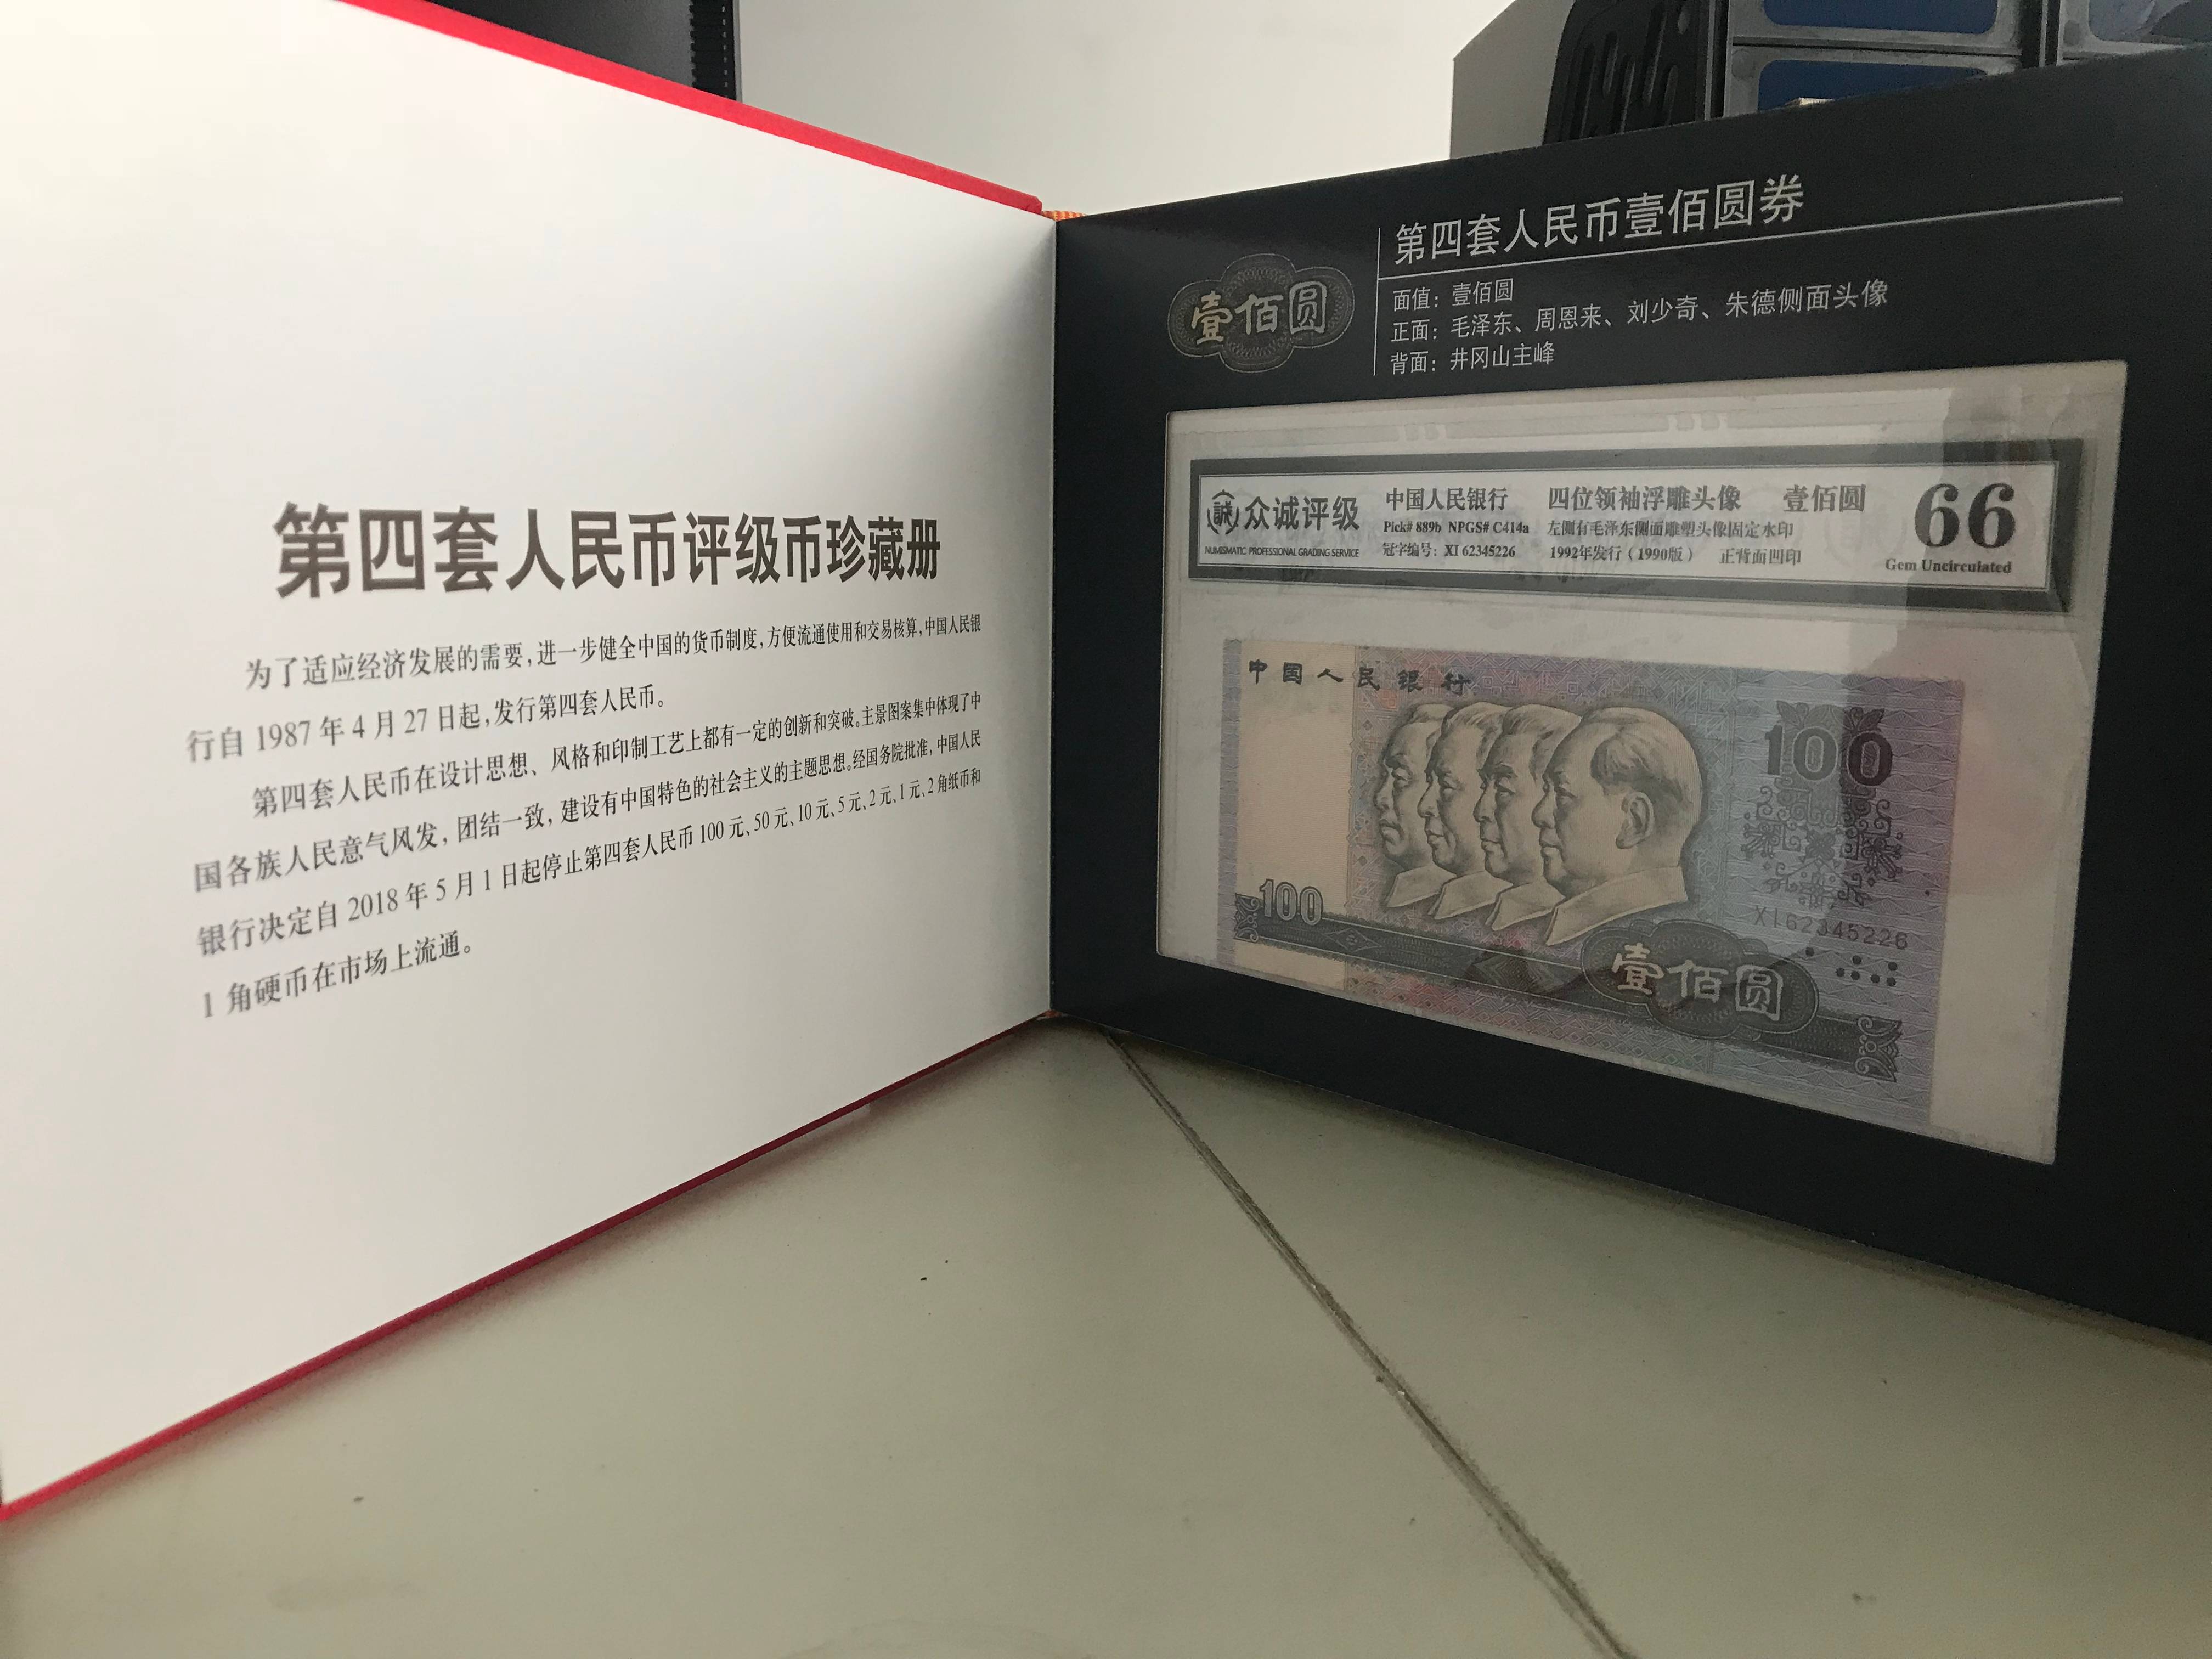 第四套人民币评级币珍藏册
为了适应经济发展的需要,进一步健全中国的货币制度,方便流通使用和交易核算,中国人民银
行自 1987 年 4 月 27 日起,发行第四套人民币。
第四套人民币在设计思想、风格和印制工艺上都有一定的创新和突破。主景图案集中体现了中
国各族人民意气风发,团结一致,建设有中国特色的社会主义的主题思想。经国务院批准,中国人民
银行决定自 2018 年 5 月 1 日起停止第四套人民币 100 元、50 元、10 元、5 元、2 元、1 元、2 角纸币和
1 角硬币在市场上流通。
壹佰圆
第四套人民币壹佰圆券
面值：壹佰圆
正面：毛泽东、周恩来、刘少奇、朱德侧面头像
背面：井冈山主峰
誠 众诚评级
NUMISMATIC PROFESSIONAL GRADING SERVICE
中国人民银行 四位领袖浮雕头像 壹佰圆
Pick# 889b NPGS# C414a 左侧有毛泽东侧面雕塑头像固定水印
冠字编号：XI 62345226 1992年发行（1990版） 正背面凹印
66
Gem Uncirculated
中国人民银行
100
100
XI62345226
壹佰圆